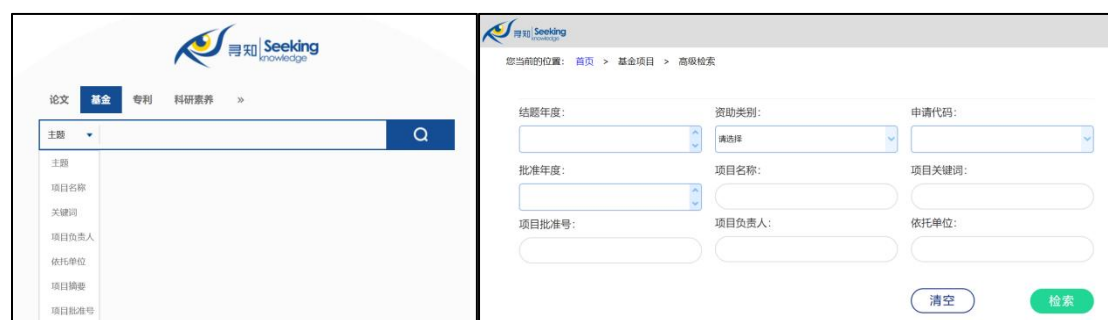 寻知 Seeking
knowledge
论文 基金 专利 科研素养 »
主题
主题
项目名称
关键词
项目负责人
依托单位
项目摘要
项目批准号
寻知 Seeking
knowledge
您当前的位置: 首页 > 基金项目 > 高级检索
结题年度: 资助类别: 申请代码:
请选择
批准年度: 项目名称: 项目关键词:
项目批准号: 项目负责人: 依托单位:
清空 检索